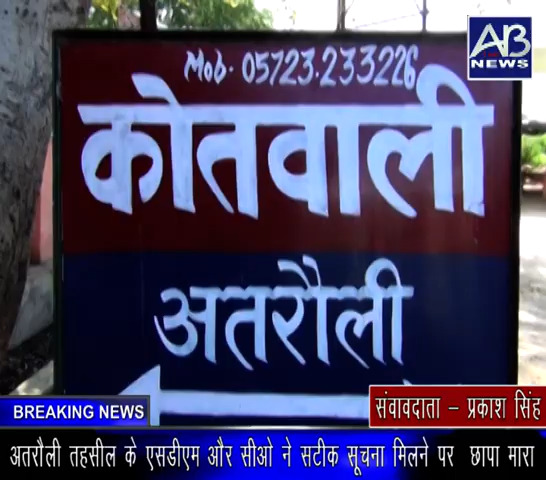 AB
NEWS
Mob. 05723.233226
कोतवाली
अतरौली
BREAKING NEWS
संवावदाता – प्रकाश सिंह
अतरौली तहसील के एसडीएम और सीओ ने सटीक सूचना मिलने पर छापा मारा